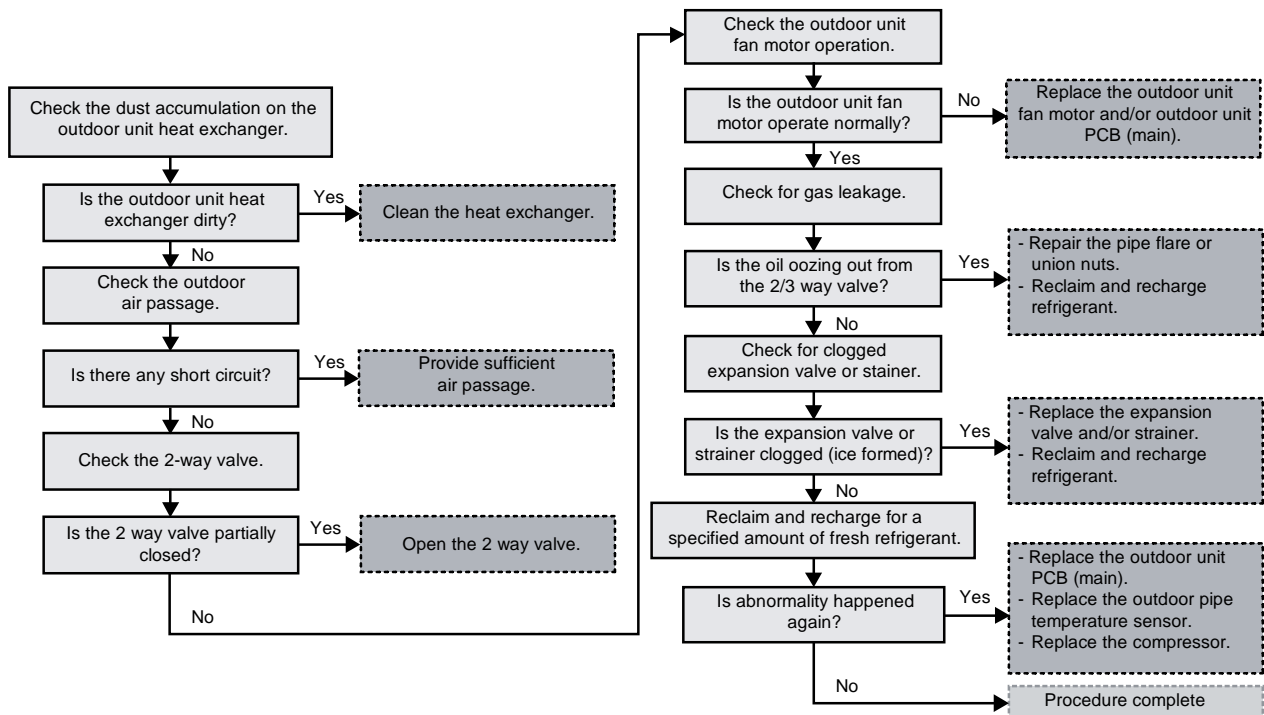 Check the dust accumulation on the
outdoor unit heat exchanger.
Is the outdoor unit heat
exchanger dirty?
Yes
Clean the heat exchanger.
No
Check the outdoor
air passage.
Is there any short circuit?
Yes
Provide sufficient
air passage.
No
Check the 2-way valve.
Is the 2 way valve partially
closed?
Yes
Open the 2 way valve.
No
Check the outdoor unit
fan motor operation.
Is the outdoor unit fan
motor operate normally?
No
Replace the outdoor unit
fan motor and/or outdoor unit
PCB (main).
Yes
Check for gas leakage.
Is the oil oozing out from
the 2/3 way valve?
Yes
- Repair the pipe flare or
union nuts.
- Reclaim and recharge
refrigerant.
No
Check for clogged
expansion valve or stainer.
Is the expansion valve or
strainer clogged (ice formed)?
Yes
- Replace the expansion
valve and/or strainer.
- Reclaim and recharge
refrigerant.
No
Reclaim and recharge for a
specified amount of fresh refrigerant.
Is abnormality happened
again?
Yes
- Replace the outdoor unit
PCB (main).
- Replace the outdoor pipe
temperature sensor.
- Replace the compressor.
No
Procedure complete